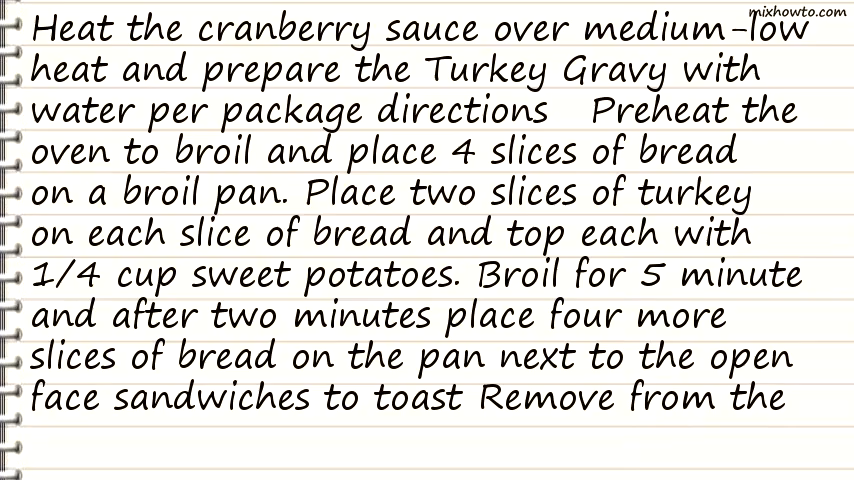 mixhowto.com
Heat the cranberry sauce over medium-low
heat and prepare the Turkey Gravy with
water per package directions   Preheat the
oven to broil and place 4 slices of bread
on a broil pan. Place two slices of turkey
on each slice of bread and top each with
1/4 cup sweet potatoes. Broil for 5 minute
and after two minutes place four more
slices of bread on the pan next to the open
face sandwiches to toast Remove from the